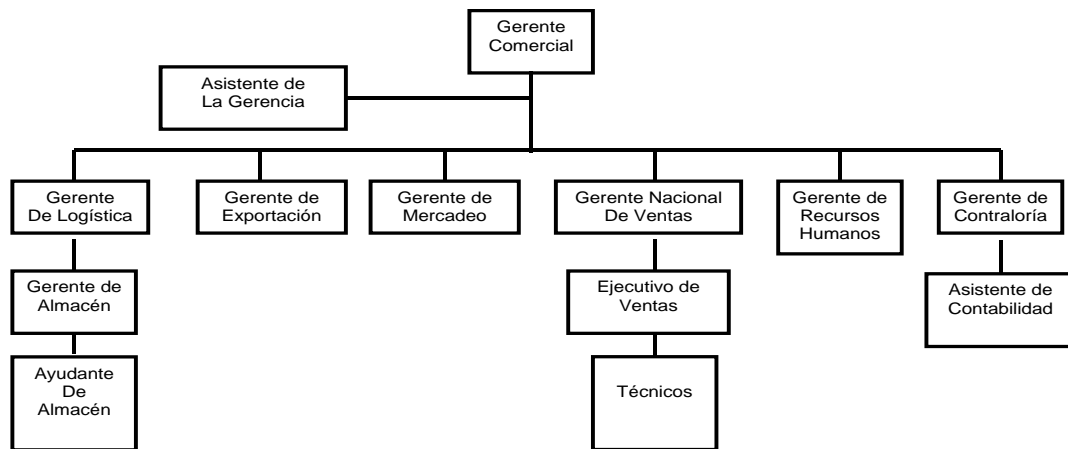 Gerente
Comercial
Asistente de
La Gerencia
Gerente
De Logística
Gerente de
Exportación
Gerente de
Mercadeo
Gerente Nacional
De Ventas
Gerente de
Recursos
Humanos
Gerente de
Contraloría
Gerente de
Almacén
Ejecutivo de
Ventas
Asistente de
Contabilidad
Ayudante
De
Almacén
Técnicos